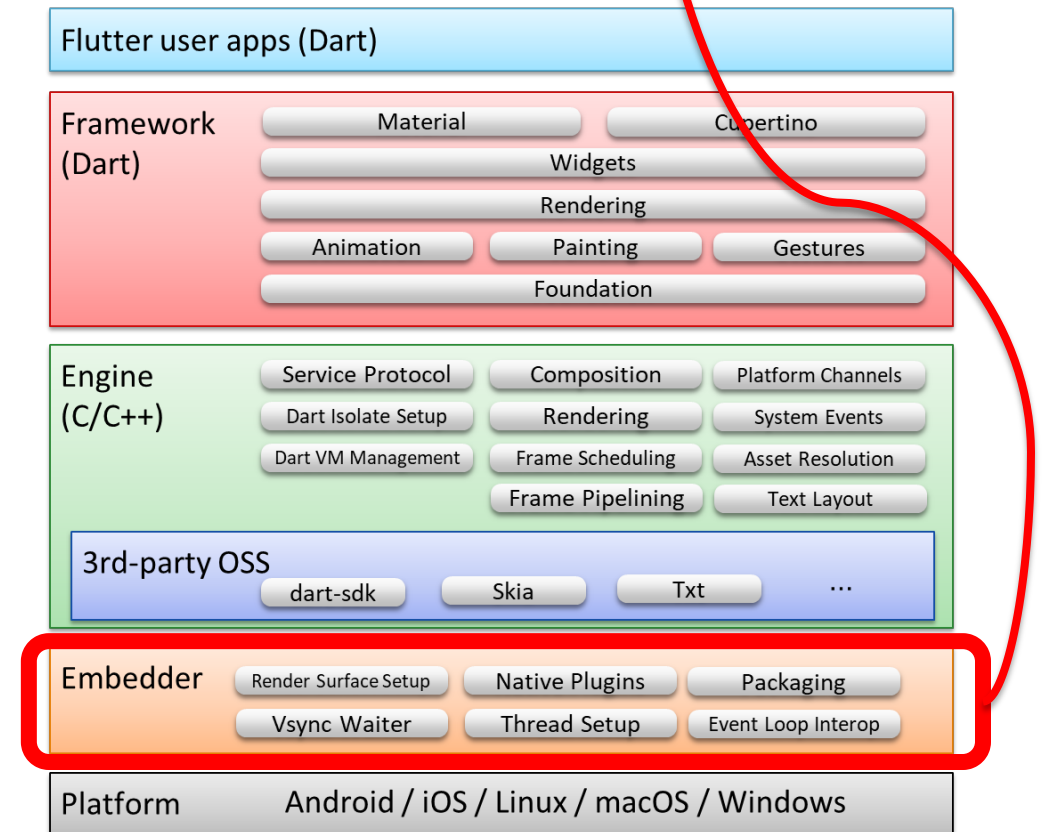 Flutter user apps (Dart)
Framework
(Dart)
Material
Cupertino
Widgets
Rendering
Animation
Painting
Gestures
Foundation
Engine
(C/C++)
Service Protocol
Composition
Platform Channels
Dart Isolate Setup
Rendering
System Events
Dart VM Management
Frame Scheduling
Asset Resolution
Frame Pipelining
Text Layout
3rd-party OSS
dart-sdk
Skia
Txt
...
Embedder
Render Surface Setup
Native Plugins
Packaging
Vsync Waiter
Thread Setup
Event Loop Interop
Platform
Android / iOS / Linux / macOS / Windows